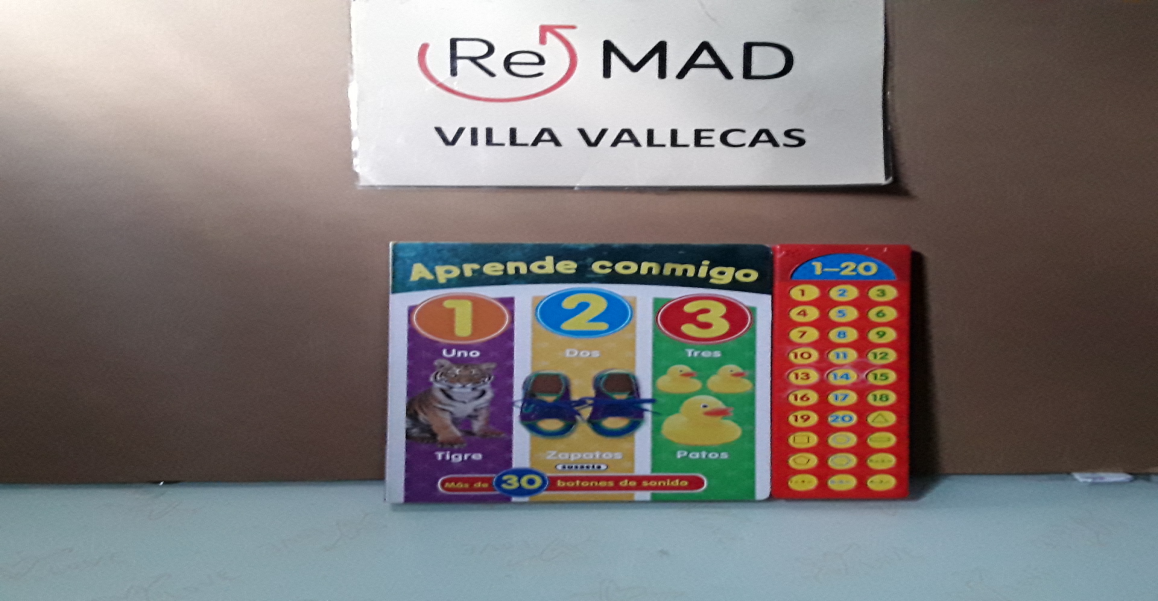 Re MAD
VILLA VALLECAS
Aprende conmigo
1 2 3
Uno Dos Tres
Tigre Zapatos Patos
susaeta
Más de 30 botones de sonido
1-20
1 2 3
4 5 6
7 8 9
10 11 12
13 14 15
16 17 18
19 20